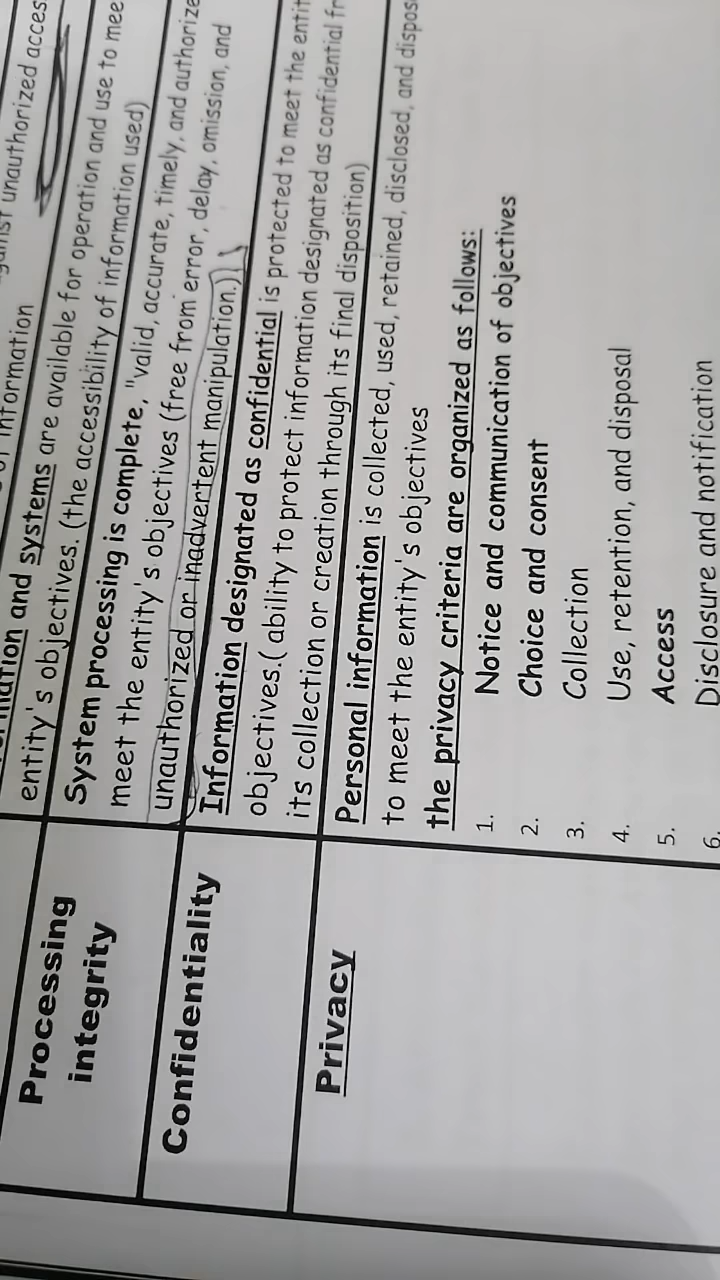 unauthorized acces
information
and systems are available for operation and use to mee
entity's objectives. (the accessibility of information used)
Processing
integrity
System processing is complete, "valid, accurate, timely, and authorize
meet the entity's objectives (free from error, delay, omission, and
unauthorized or inadvertent manipulation.)
Confidentiality
Information designated as confidential is protected to meet the entit
objectives.( ability to protect information designated as confidential fr
its collection or creation through its final disposition)
Privacy
Personal information is collected, used, retained, disclosed, and dispos
to meet the entity's objectives
the privacy criteria are organized as follows:
1. Notice and communication of objectives
2. Choice and consent
3. Collection
4. Use, retention, and disposal
5. Access
6. Disclosure and notification